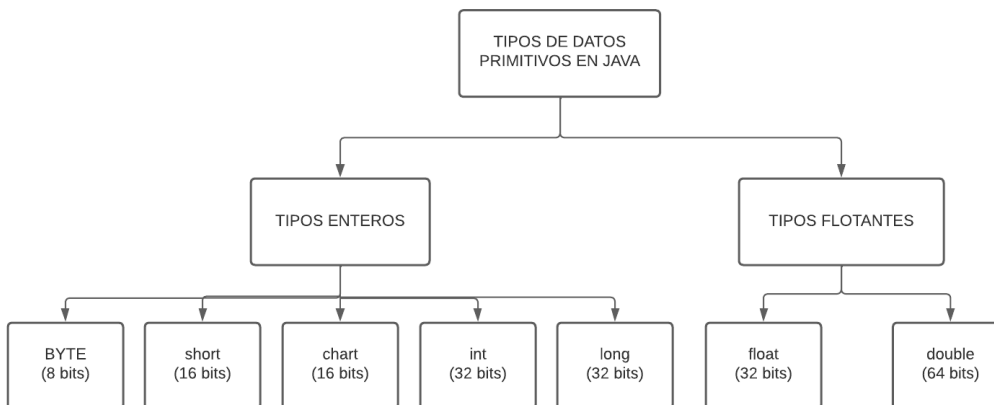 TIPOS DE DATOS
PRIMITIVOS EN JAVA
TIPOS ENTEROS
TIPOS FLOTANTES
BYTE
(8 bits)
short
(16 bits)
chart
(16 bits)
int
(32 bits)
long
(32 bits)
float
(32 bits)
double
(64 bits)